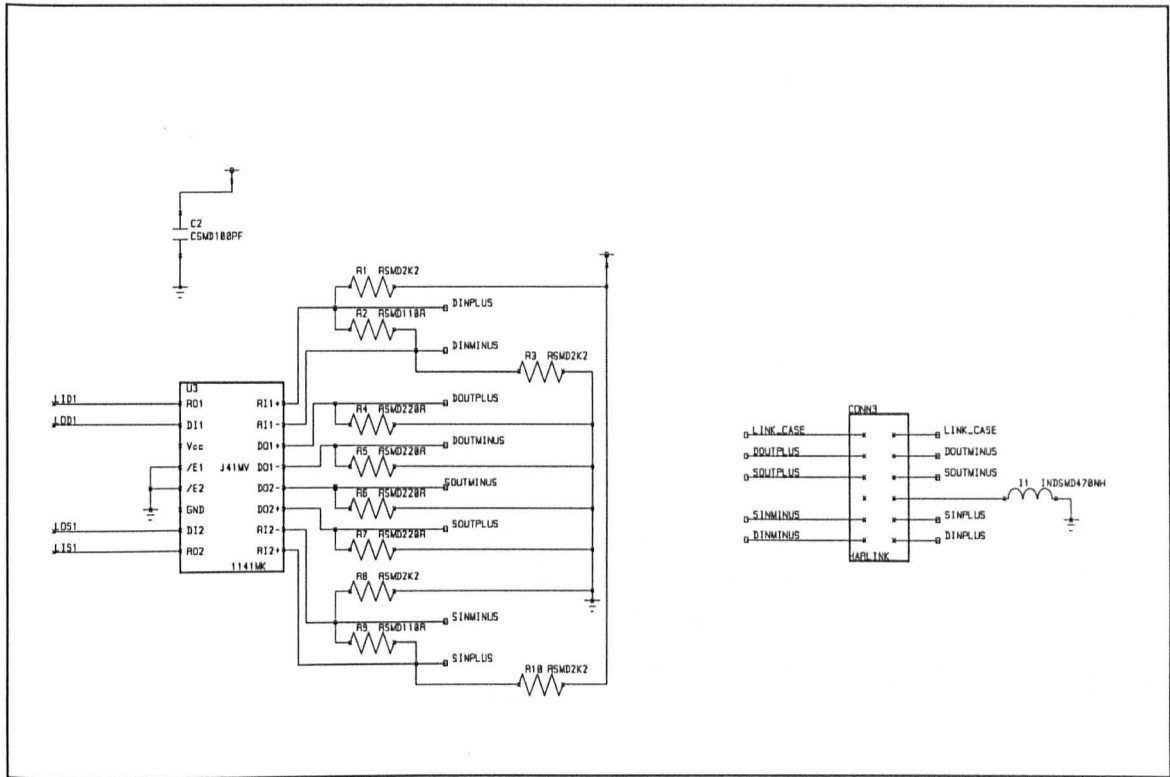 C2
CSMD100PF
R1 RSMD2K2
DINPLUS
R2 RSMD110R
DINMINUS
R3 RSMD2K2
U3
LID1
RO1
RI1+
LOD1
DI1
RI1-
DOUTPLUS
R4 RSMD220R
Vcc
DO1+
DOUTMINUS
/E1
J41MV
DO1-
R5 RSMD220R
/E2
DO2-
SOUTMINUS
R6 RSMD220R
GND
DO2+
SOUTPLUS
LOS1
DI2
RI2-
R7 RSMD220R
LIS1
RO2
RI2+
1141MK
R8 RSMD2K2
SINMINUS
R9 RSMD110R
SINPLUS
R10 RSMD2K2
CONN3
LINK_CASE
LINK_CASE
DOUTPLUS
DOUTMINUS
SOUTPLUS
SOUTMINUS
I1 INDSMD470NH
SINMINUS
SINPLUS
DINMINUS
DINPLUS
HARLINK